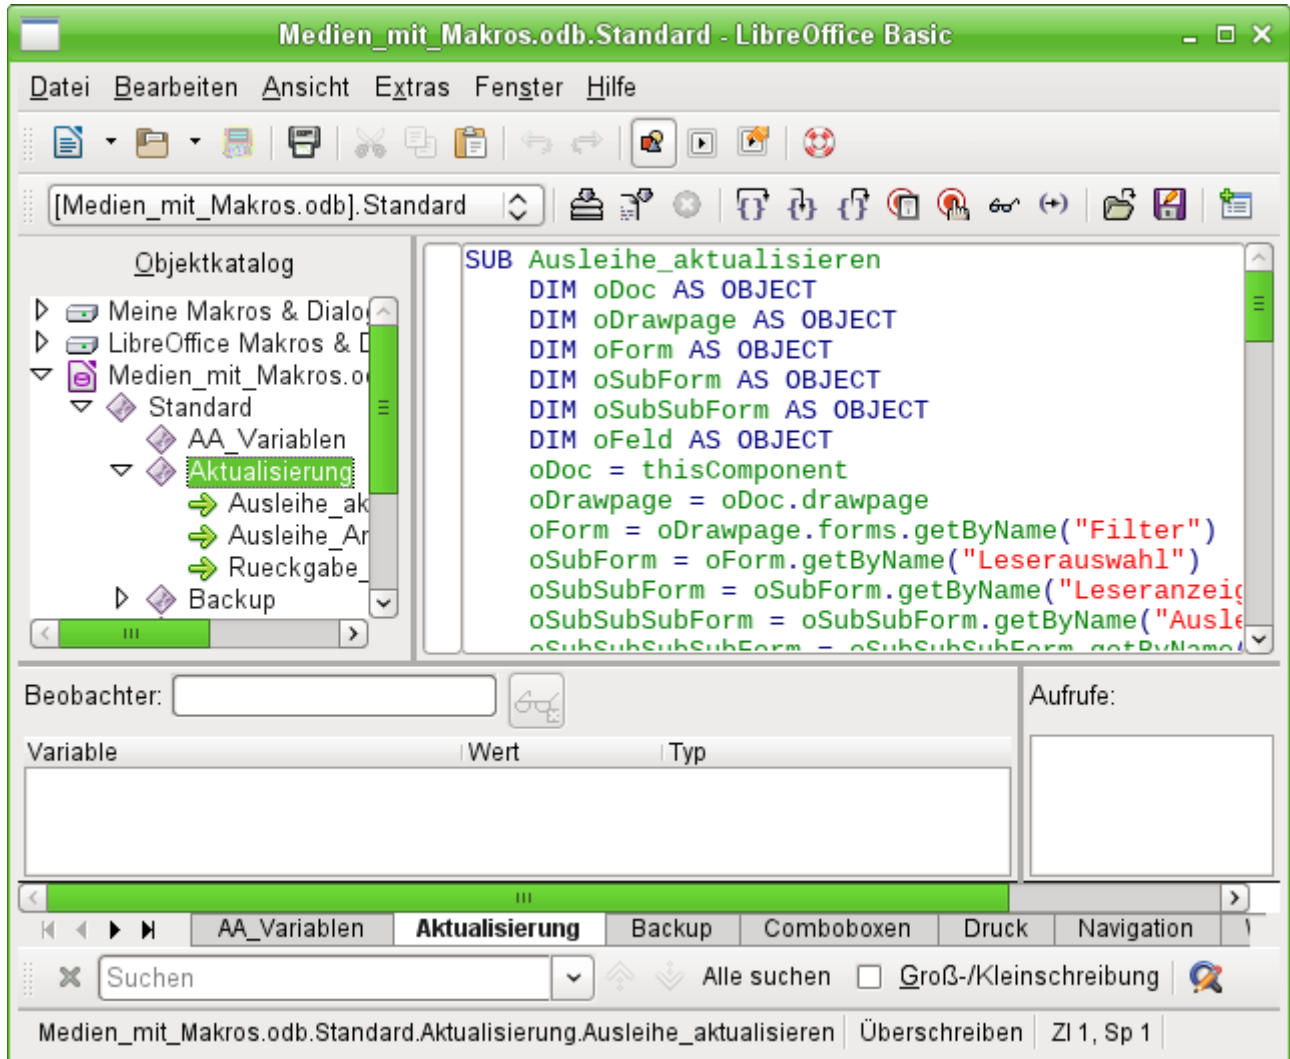 Medien_mit_Makros.odb.Standard - LibreOffice Basic
Datei Bearbeiten Ansicht Extras Fenster Hilfe
[Medien_mit_Makros.odb].Standard
Objektkatalog
Meine Makros & Dialo
LibreOffice Makros & D
Medien_mit_Makros.o
Standard
AA_Variablen
Aktualisierung
Ausleihe_ak
Ausleihe_Ar
Rueckgabe_
Backup
SUB Ausleihe_aktualisieren
DIM oDoc AS OBJECT
DIM oDrawpage AS OBJECT
DIM oForm AS OBJECT
DIM oSubForm AS OBJECT
DIM oSubSubForm AS OBJECT
DIM oFeld AS OBJECT
oDoc = thisComponent
oDrawpage = oDoc.drawpage
oForm = oDrawpage.forms.getByName("Filter")
oSubForm = oForm.getByName("Leserauswahl")
oSubSubForm = oSubForm.getByName("Leseranzeig
oSubSubSubForm = oSubSubForm.getByName("Ausle
oSubSubSubSubForm = oSubSubSubForm.getByName(
Beobachter:
Aufrufe:
Variable Wert Typ
AA_Variablen Aktualisierung Backup Comboboxen Druck Navigation
Suchen Alle suchen Groß-/Kleinschreibung
Medien_mit_Makros.odb.Standard.Aktualisierung.Ausleihe_aktualisieren Überschreiben Zl 1, Sp 1